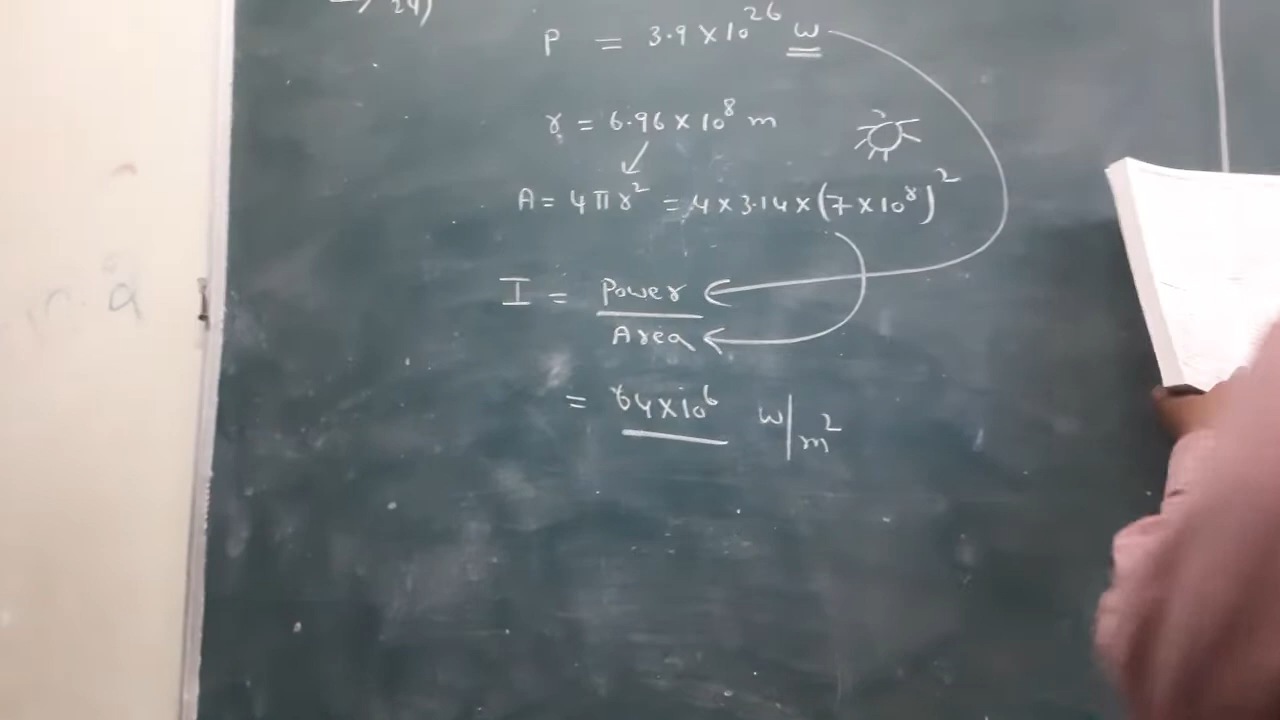 → 24)
P = 3.9 × 10²⁶ W
r = 6.96 × 10⁸ m
A = 4πr² = 4 × 3.14 × (7 × 10⁸)²
I = Power
Area
= 64 × 10⁶ W/m²